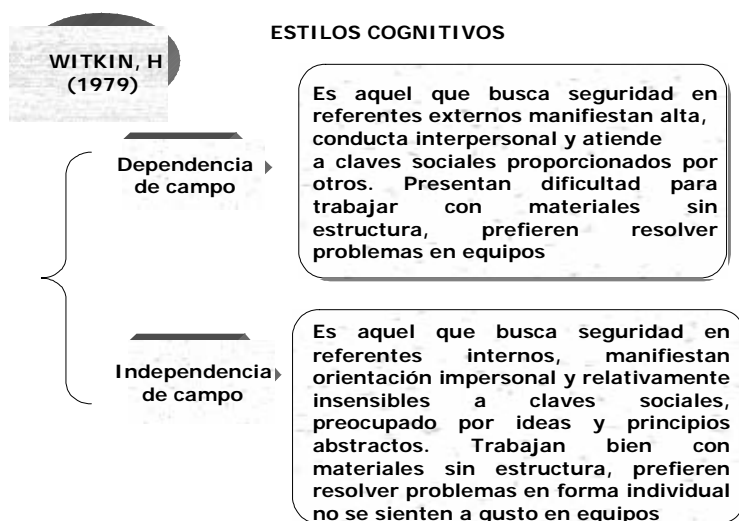 ESTILOS COGNITIVOS
WITKIN, H
(1979)
Dependencia
de campo
Es aquel que busca seguridad en
referentes externos manifiestan alta,
conducta interpersonal y atiende
a claves sociales proporcionados por
otros. Presentan dificultad para
trabajar con materiales sin
estructura, prefieren resolver
problemas en equipos
Independencia
de campo
Es aquel que busca seguridad en
referentes internos, manifiestan
orientación impersonal y relativamente
insensibles a claves sociales,
preocupado por ideas y principios
abstractos. Trabajan bien con
materiales sin estructura, prefieren
resolver problemas en forma individual
no se sienten a gusto en equipos